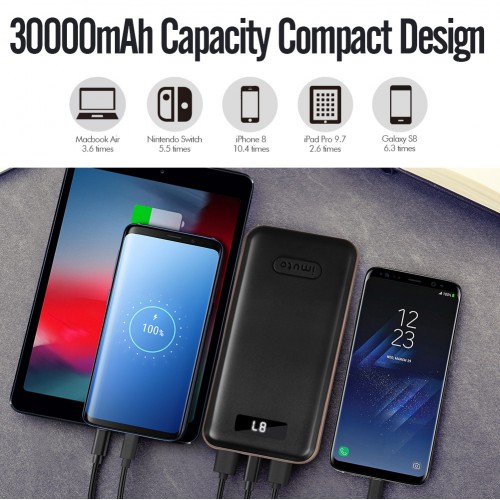 30000mAh Capacity Compact Design
Macbook Air
3.6 times
Nintendo Switch
5.5 times
iPhone 8
10.4 times
iPad Pro 9.7
2.6 times
Galaxy S8
6.3 times
imuto
100%
12
23
87